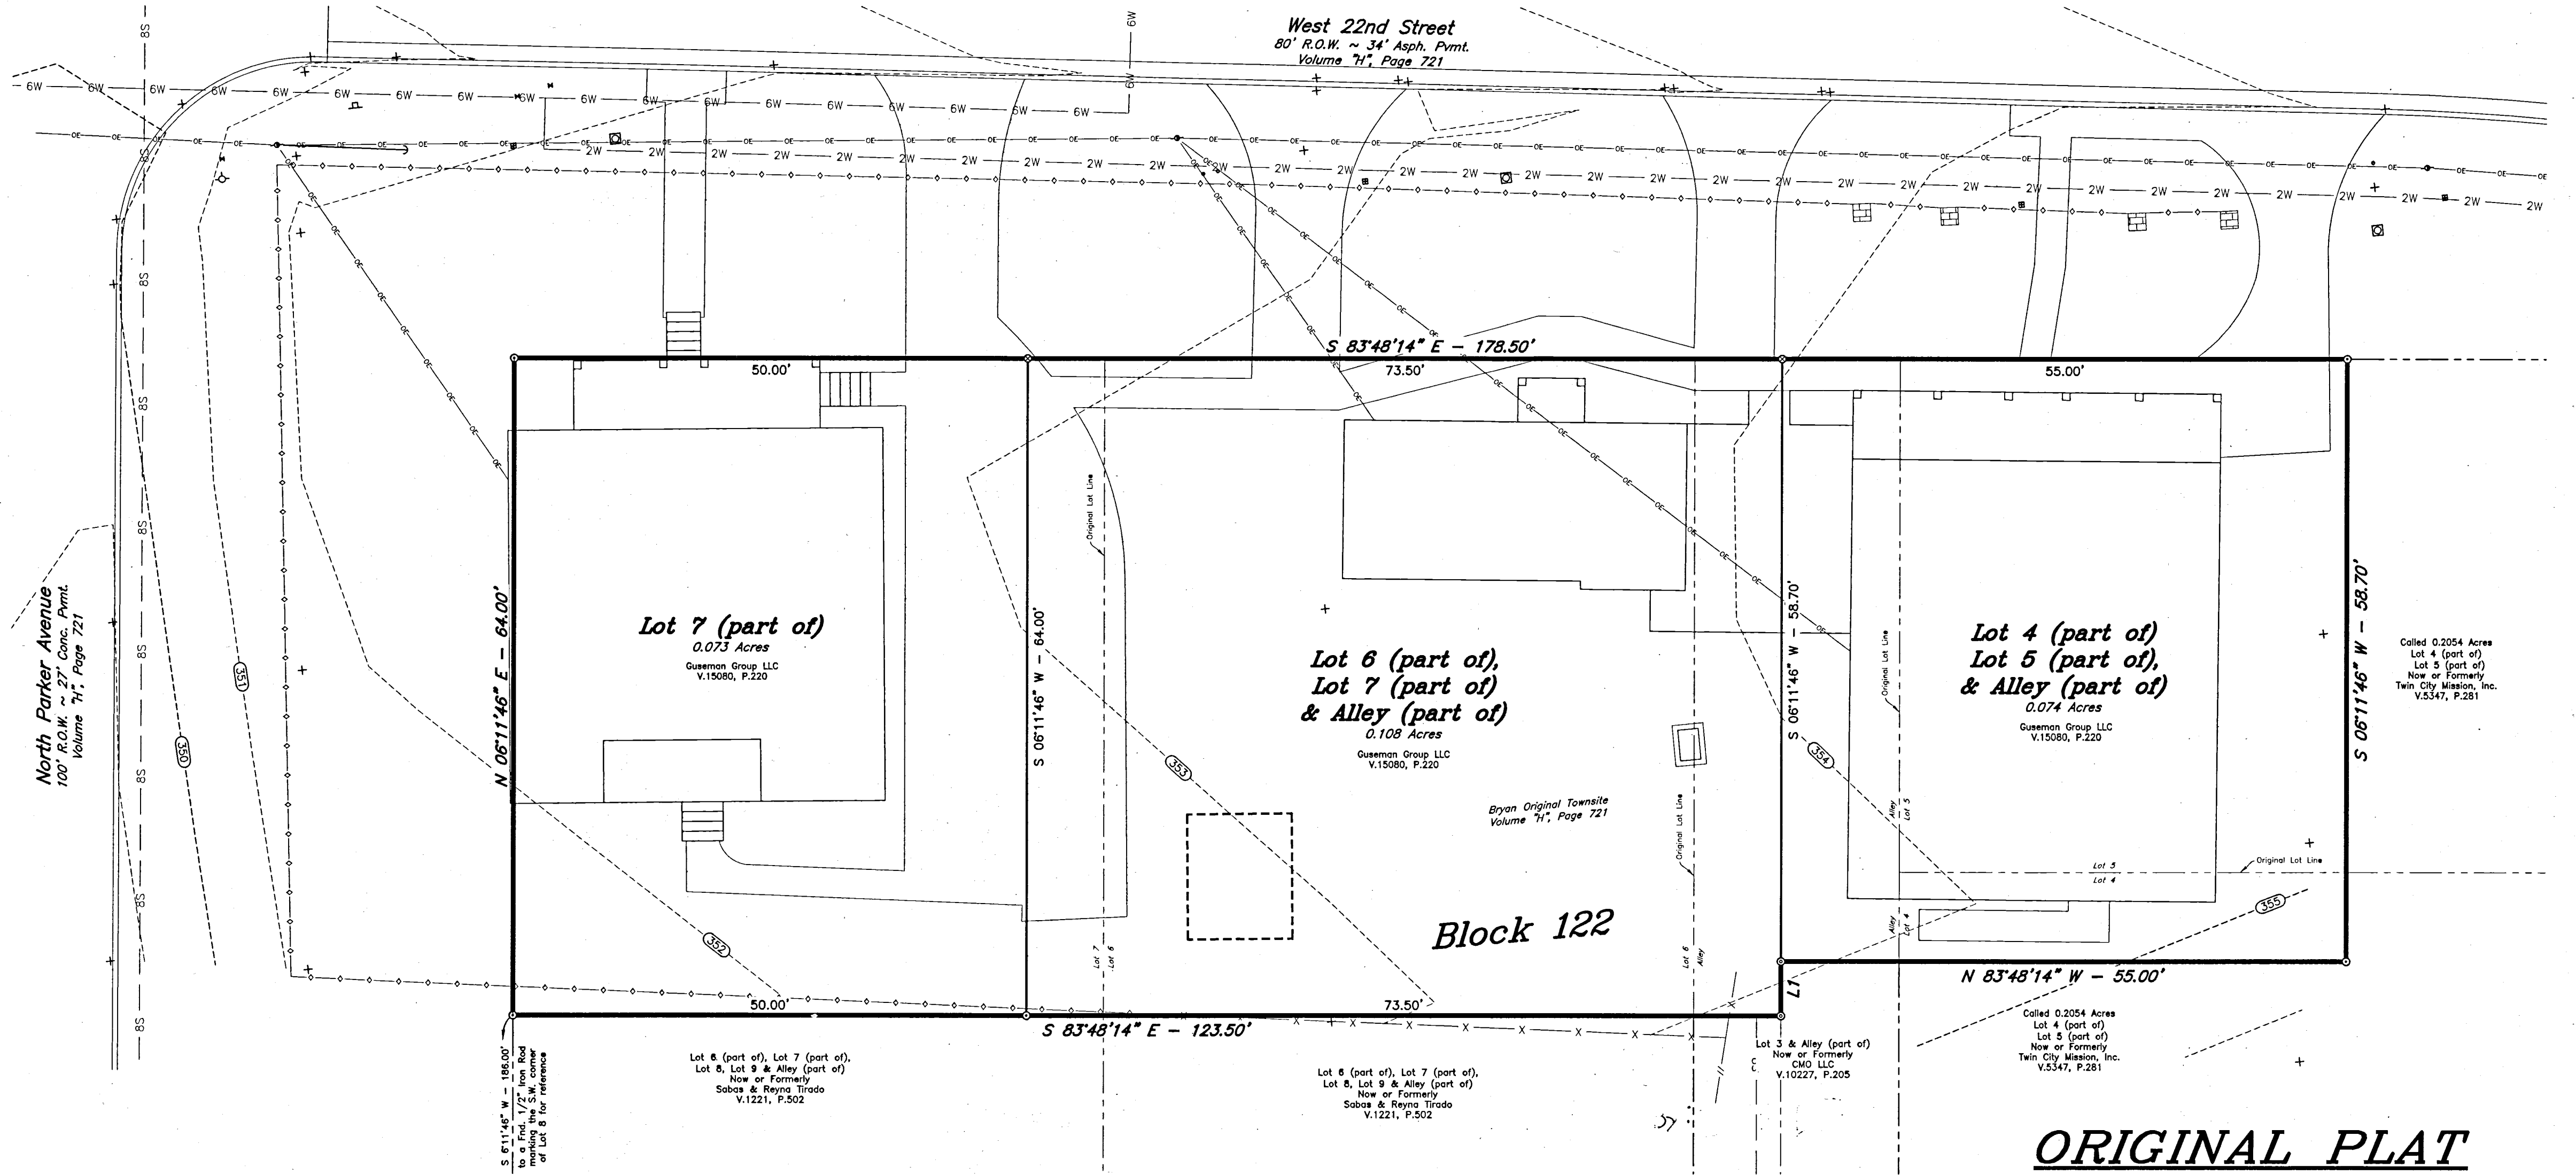 West 22nd Street
80' R.O.W. ~ 34' Asph. Pvmt.
Volume "H", Page 721
S 83°48'14" E - 178.50'
50.00'
73.50'
55.00'
North Parker Avenue
100' R.O.W. ~ 27' Conc. Pvmt.
Volume "H", Page 721
350
351
352
353
354
355
N 06°11'46" E - 64.00'
Lot 7 (part of)
0.073 Acres
Guseman Group LLC
V.15080, P.220
S 06°11'46" W - 64.00'
Original Lot Line
Lot 6 (part of),
Lot 7 (part of)
& Alley (part of)
0.108 Acres
Guseman Group LLC
V.15080, P.220
Bryan Original Townsite
Volume "H", Page 721
Original Lot Line
Block 122
S 06°11'46" W - 58.70'
Original Lot Line
Lot 4 (part of)
Lot 5 (part of),
& Alley (part of)
0.074 Acres
Guseman Group LLC
V.15080, P.220
Alley
Lot 5
Lot 5
Lot 4
Original Lot Line
Alley
Lot 4
S 06°11'46" W - 58.70'
Called 0.2054 Acres
Lot 4 (part of)
Lot 5 (part of)
Now or Formerly
Twin City Mission, Inc.
V.5347, P.281
Lot 7
Lot 6
Lot 6
Alley
L1
N 83°48'14" W - 55.00'
50.00'
73.50'
S 83°48'14" E - 123.50'
S 6°11'46" W - 186.00'
to a Fnd. 1/2" Iron Rod
marking the S.W. corner
of Lot 8 for reference
Lot 6 (part of), Lot 7 (part of),
Lot 8, Lot 9 & Alley (part of)
Now or Formerly
Sabas & Reyna Tirado
V.1221, P.502
Lot 6 (part of), Lot 7 (part of),
Lot 8, Lot 9 & Alley (part of)
Now or Formerly
Sabas & Reyna Tirado
V.1221, P.502
Lot 3 & Alley (part of)
Now or Formerly
CMO LLC
V.10227, P.205
Called 0.2054 Acres
Lot 4 (part of)
Lot 5 (part of)
Now or Formerly
Twin City Mission, Inc.
V.5347, P.281
ORIGINAL PLAT